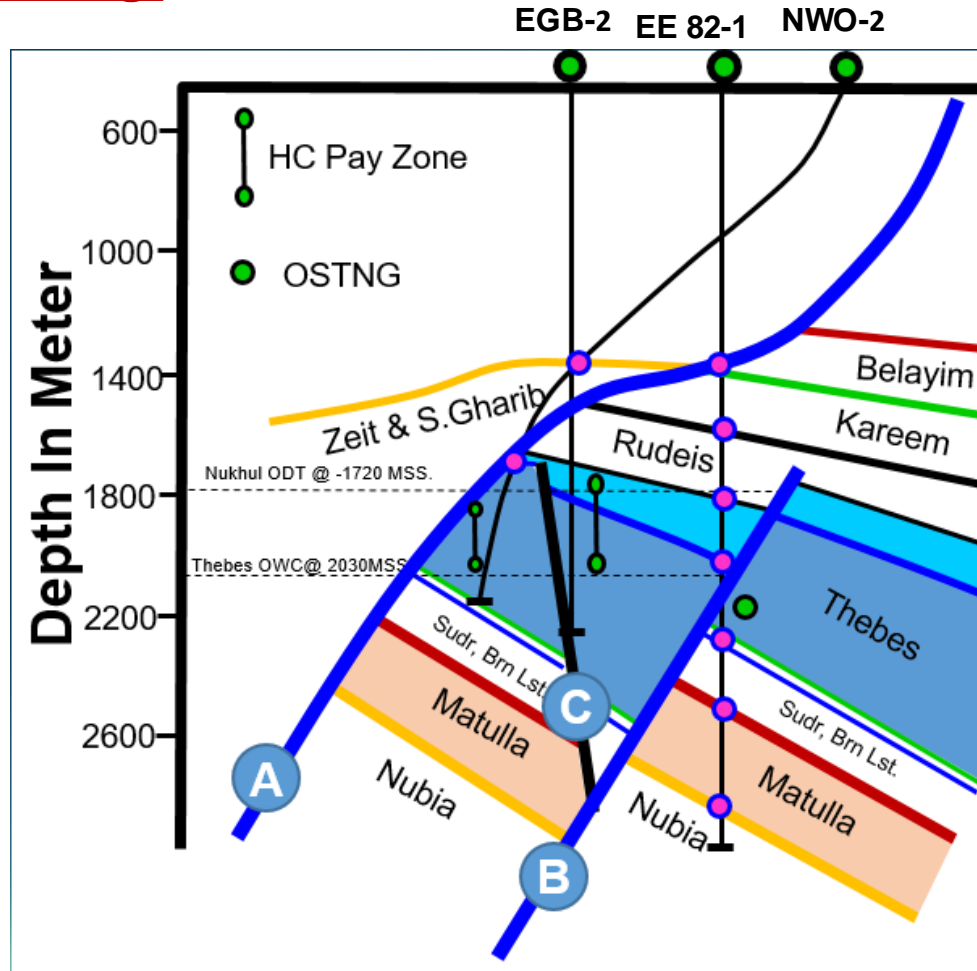 EGB-2 EE 82-1 NWO-2
600
HC Pay Zone
1000
OSTNG
Depth In Meter
1400
Belayim
Zeit & S.Gharib
Kareem
Rudeis
Nukhul ODT @ -1720 MSS.
1800
Thebes OWC@ 2030MSS
2200
Thebes
Sudr, Brn Lst.
C
Matulla
Sudr, Brn Lst.
2600
A
Nubia
Nubia
Matulla
B